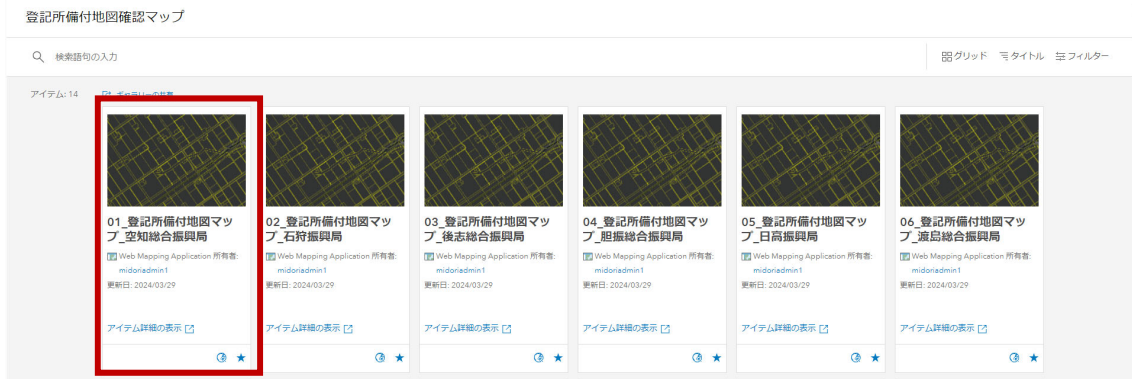 登記所備付地図確認マップ
検索語句の入力
グリッド タイトル フィルター
アイテム: 14 ギャラリーの共有
01_登記所備付地図マッ
プ_空知総合振興局
Web Mapping Application 所有者:
midoriadmin1
更新日: 2024/03/29
アイテム詳細の表示
02_登記所備付地図マッ
プ_石狩振興局
Web Mapping Application 所有者:
midoriadmin1
更新日: 2024/03/29
アイテム詳細の表示
03_登記所備付地図マッ
プ_後志総合振興局
Web Mapping Application 所有者:
midoriadmin1
更新日: 2024/03/29
アイテム詳細の表示
04_登記所備付地図マッ
プ_胆振総合振興局
Web Mapping Application 所有者:
midoriadmin1
更新日: 2024/03/29
アイテム詳細の表示
05_登記所備付地図マッ
プ_日高振興局
Web Mapping Application 所有者:
midoriadmin1
更新日: 2024/03/29
アイテム詳細の表示
06_登記所備付地図マッ
プ_渡島総合振興局
Web Mapping Application 所有者:
midoriadmin1
更新日: 2024/03/29
アイテム詳細の表示